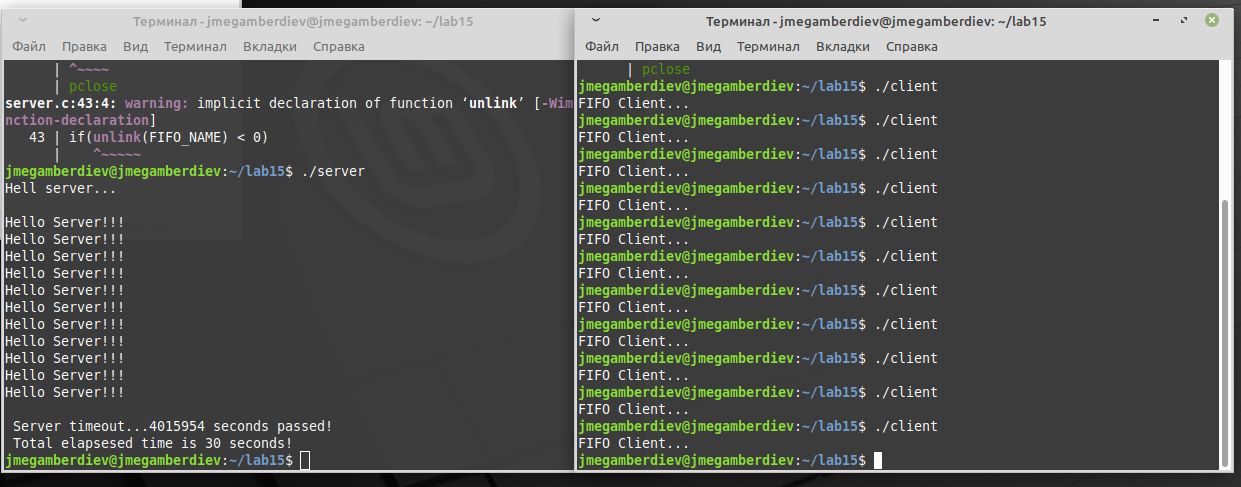 Терминал - jmegamberdiev@jmegamberdiev: ~/lab15
Файл Правка Вид Терминал Вкладки Справка
| ^~~~~
| pclose
server.c:43:4: warning: implicit declaration of function ‘unlink’ [-Wim
nction-declaration]
43 | if(unlink(FIFO_NAME) < 0)
| ^~~~~~
jmegamberdiev@jmegamberdiev:~/lab15$ ./server
Hell server...
Hello Server!!!
Hello Server!!!
Hello Server!!!
Hello Server!!!
Hello Server!!!
Hello Server!!!
Hello Server!!!
Hello Server!!!
Hello Server!!!
Hello Server!!!
Hello Server!!!
Server timeout...4015954 seconds passed!
Total elapsesed time is 30 seconds!
jmegamberdiev@jmegamberdiev:~/lab15$
Терминал - jmegamberdiev@jmegamberdiev: ~/lab15
Файл Правка Вид Терминал Вкладки Справка
| pclose
jmegamberdiev@jmegamberdiev:~/lab15$ ./client
FIFO Client...
jmegamberdiev@jmegamberdiev:~/lab15$ ./client
FIFO Client...
jmegamberdiev@jmegamberdiev:~/lab15$ ./client
FIFO Client...
jmegamberdiev@jmegamberdiev:~/lab15$ ./client
FIFO Client...
jmegamberdiev@jmegamberdiev:~/lab15$ ./client
FIFO Client...
jmegamberdiev@jmegamberdiev:~/lab15$ ./client
FIFO Client...
jmegamberdiev@jmegamberdiev:~/lab15$ ./client
FIFO Client...
jmegamberdiev@jmegamberdiev:~/lab15$ ./client
FIFO Client...
jmegamberdiev@jmegamberdiev:~/lab15$ ./client
FIFO Client...
jmegamberdiev@jmegamberdiev:~/lab15$ ./client
FIFO Client...
jmegamberdiev@jmegamberdiev:~/lab15$ ./client
FIFO Client...
jmegamberdiev@jmegamberdiev:~/lab15$